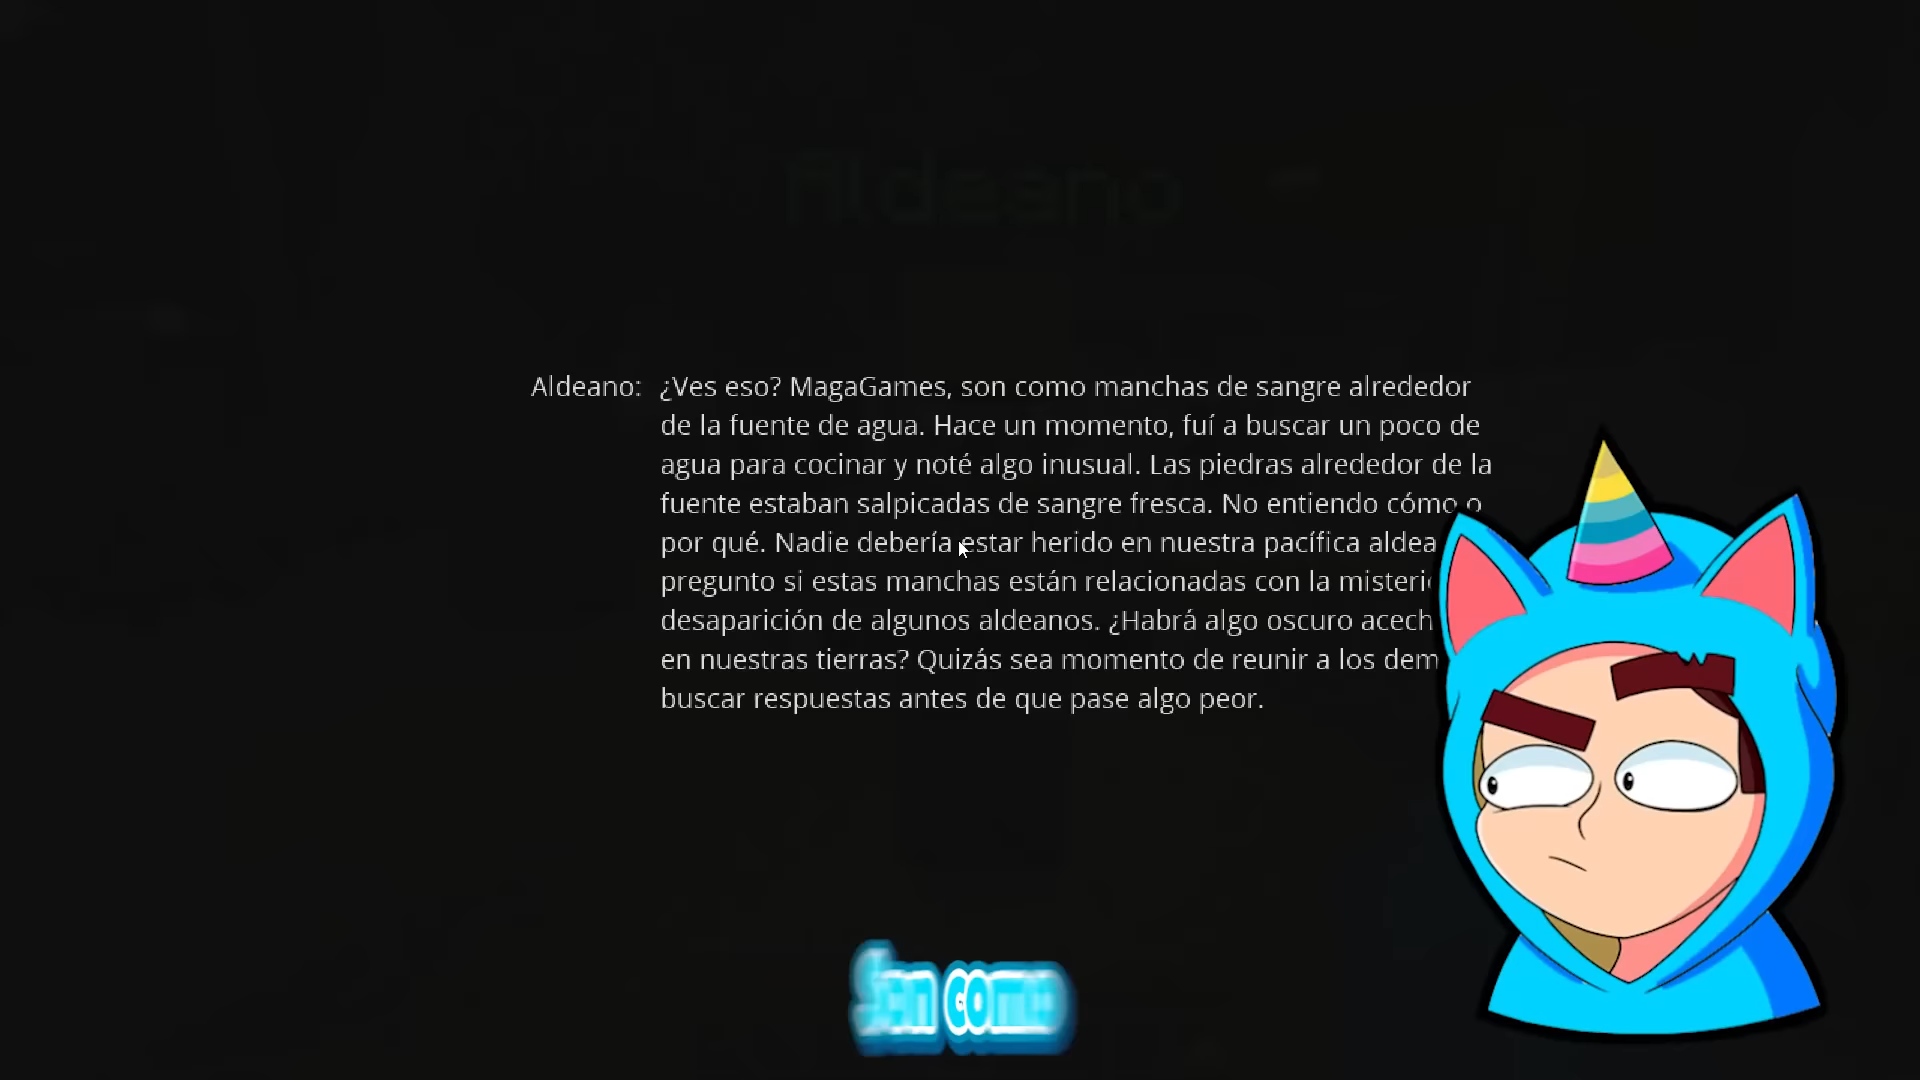 Aldeano
Aldeano: ¿Ves eso? MagaGames, son como manchas de sangre alrededor
de la fuente de agua. Hace un momento, fuí a buscar un poco de
agua para cocinar y noté algo inusual. Las piedras alrededor de la
fuente estaban salpicadas de sangre fresca. No entiendo cómo o
por qué. Nadie debería estar herido en nuestra pacífica aldea
pregunto si estas manchas están relacionadas con la
desaparición de algunos aldeanos. ¿Habrá algo oscuro
en nuestras tierras? Quizás sea momento de reunir a los
buscar respuestas antes de que pase algo peor.
Son como